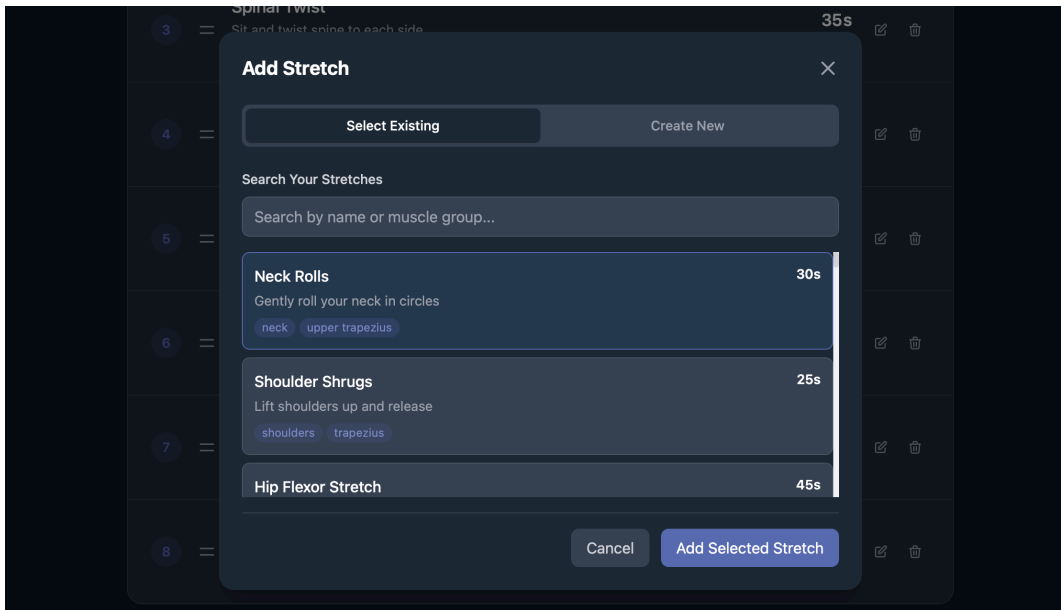 Spinal Twist
35s
3
Sit and twist spine to each side
Add Stretch
Select Existing
Create New
4
Search Your Stretches
Search by name or muscle group...
5
Neck Rolls
30s
Gently roll your neck in circles
neck
upper trapezius
6
Shoulder Shrugs
25s
Lift shoulders up and release
shoulders
trapezius
7
Hip Flexor Stretch
45s
Cancel
Add Selected Stretch
8